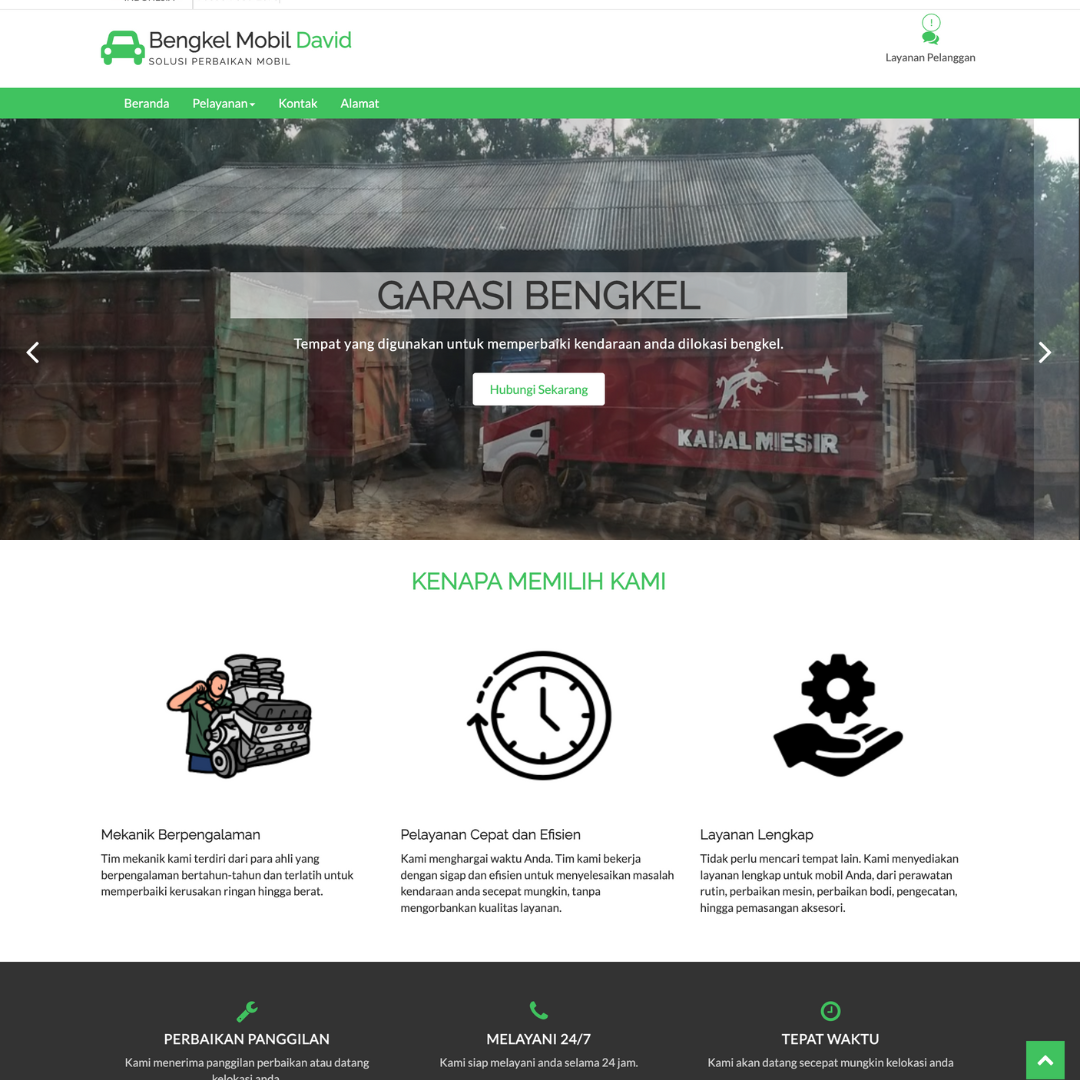 Bengkel Mobil David
SOLUSI PERBAIKAN MOBIL
!
Layanan Pelanggan
Beranda Pelayanan Kontak Alamat
GARASI BENGKEL
Tempat yang digunakan untuk memperbaiki kendaraan anda dilokasi bengkel.
Hubungi Sekarang
KADAL MESIR
KENAPA MEMILIH KAMI
Mekanik Berpengalaman
Tim mekanik kami terdiri dari para ahli yang
berpengalaman bertahun-tahun dan terlatih untuk
memperbaiki kerusakan ringan hingga berat.
Pelayanan Cepat dan Efisien
Kami menghargai waktu Anda. Tim kami bekerja
dengan sigap dan efisien untuk menyelesaikan masalah
kendaraan anda secepat mungkin, tanpa
mengorbankan kualitas layanan.
Layanan Lengkap
Tidak perlu mencari tempat lain. Kami menyediakan
layanan lengkap untuk mobil Anda, dari perawatan
rutin, perbaikan mesin, perbaikan bodi, pengecatan,
hingga pemasangan aksesori.
PERBAIKAN PANGGILAN
Kami menerima panggilan perbaikan atau datang
kelokasi anda
MELAYANI 24/7
Kami siap melayani anda selama 24 jam.
TEPAT WAKTU
Kami akan datang secepat mungkin kelokasi anda